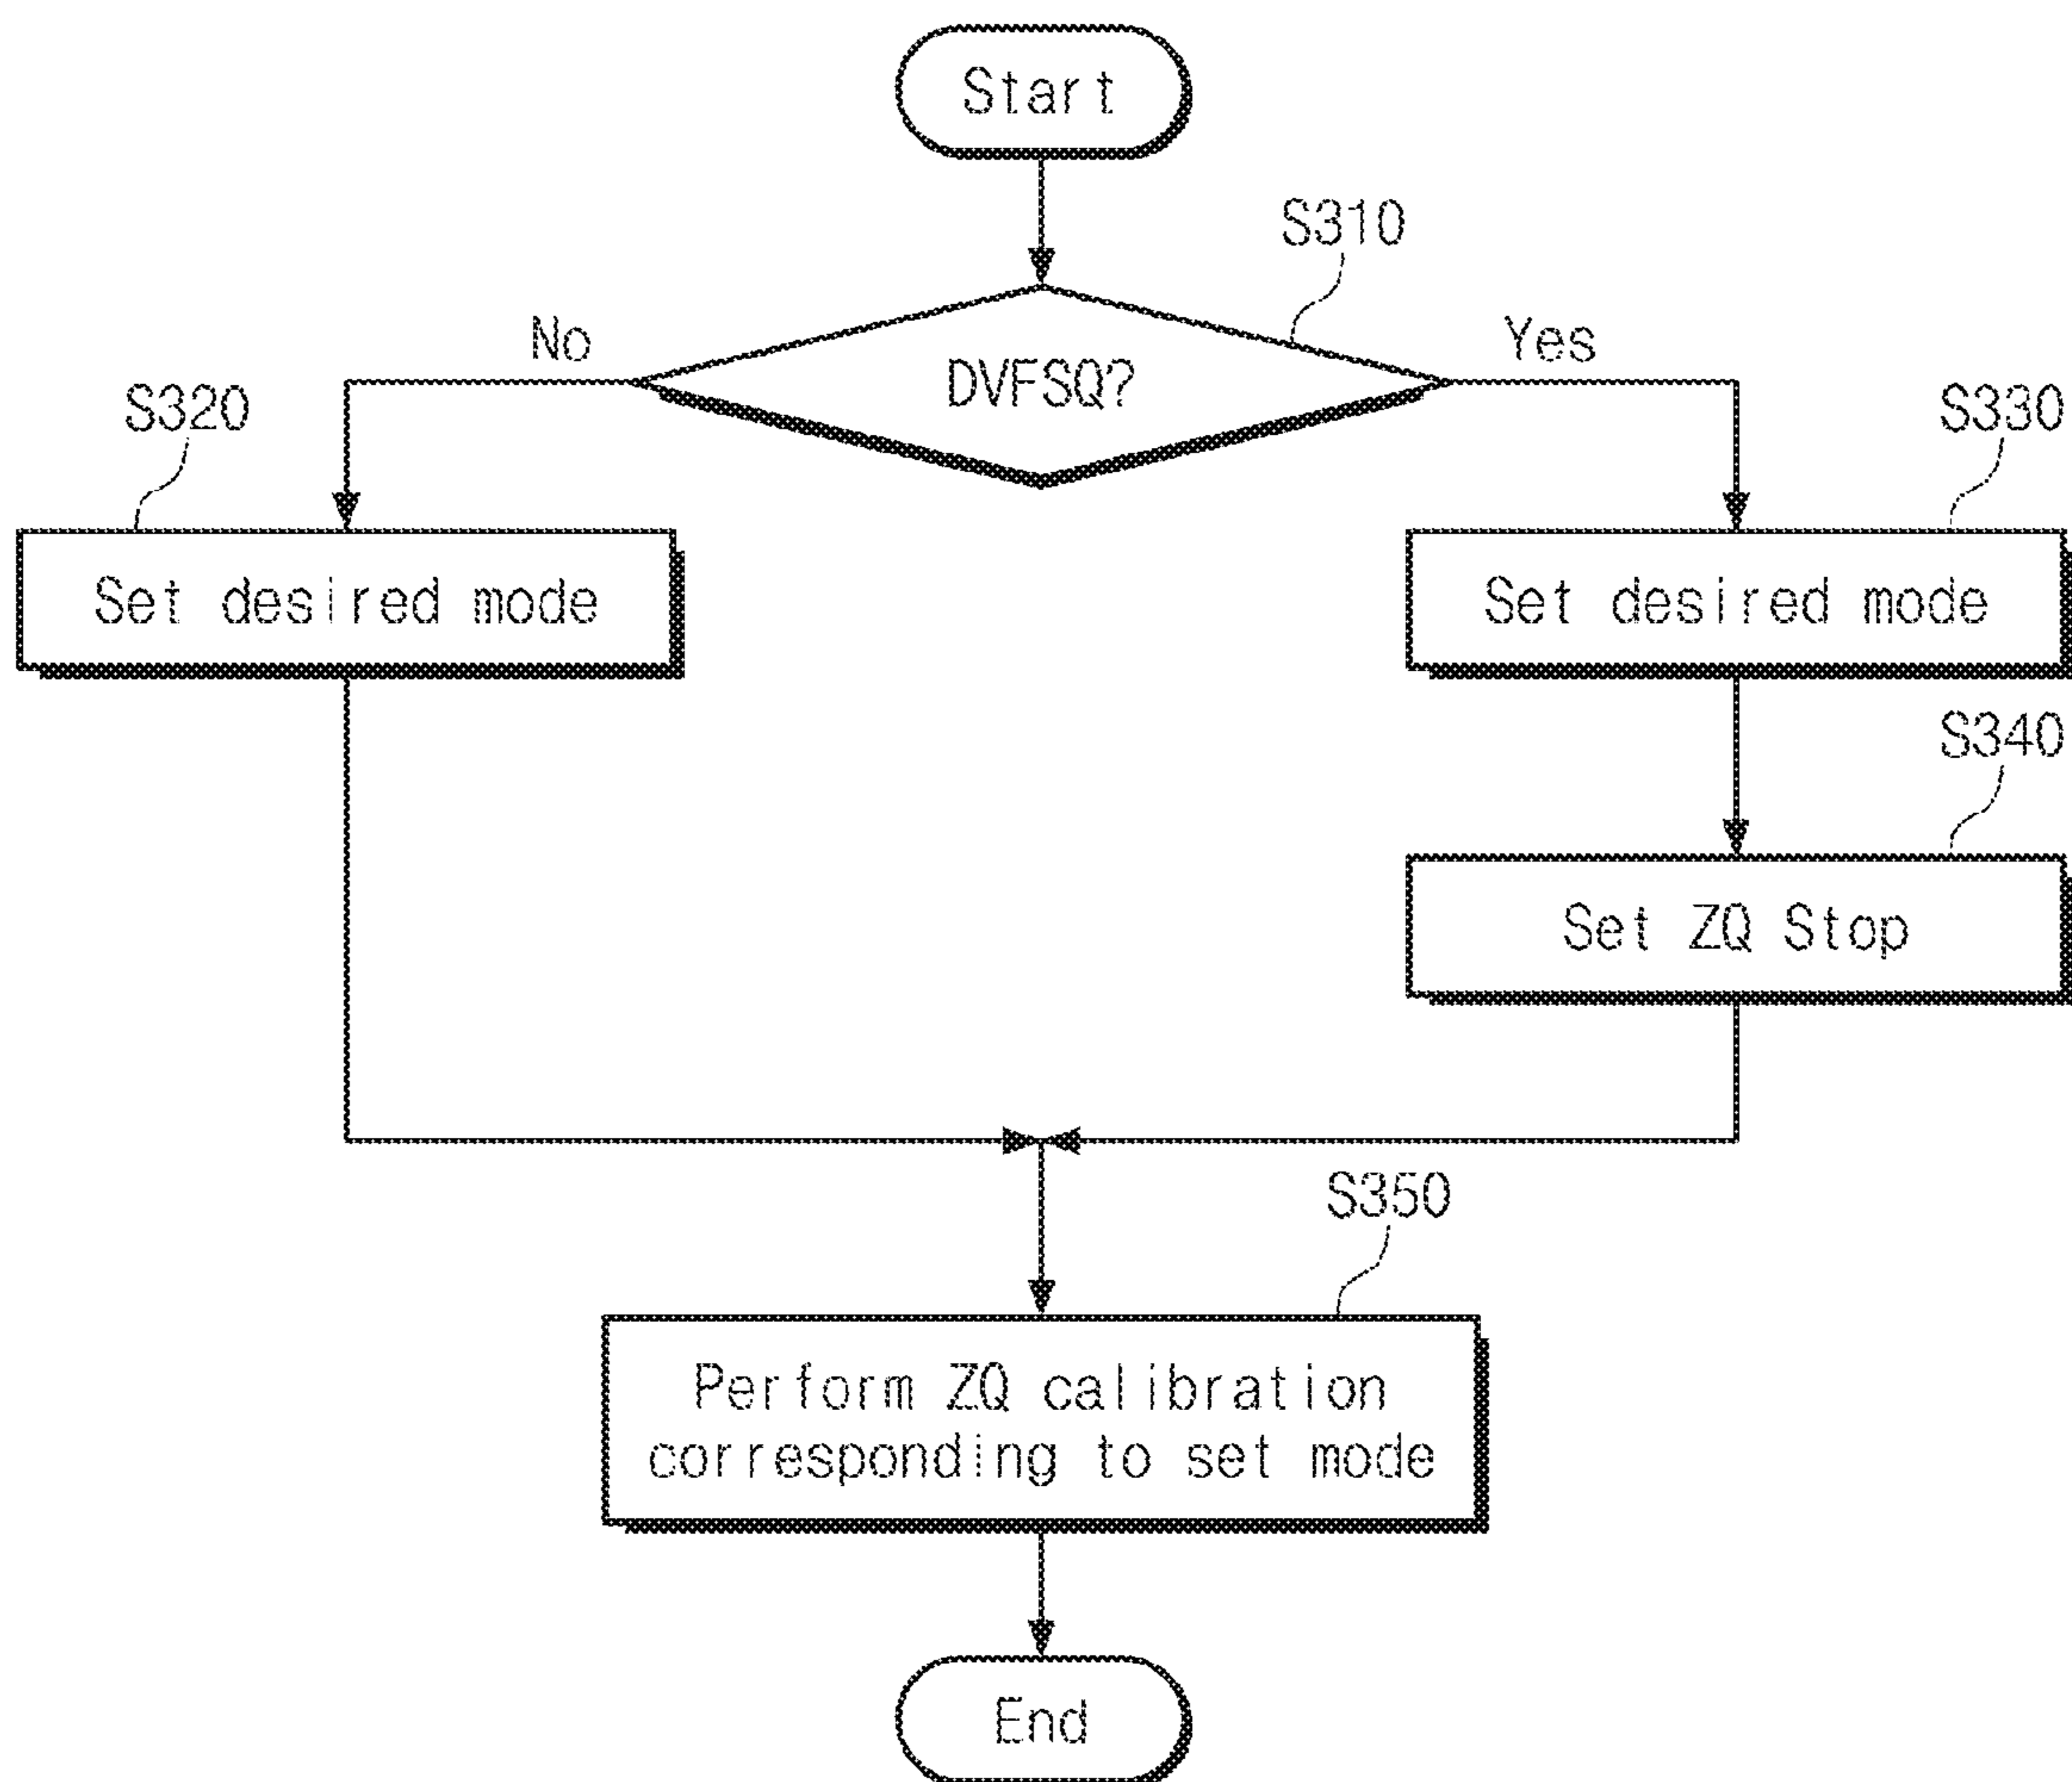 Start
S310
No
DVFSQ?
Yes
S320
S330
Set desired mode
Set desired mode
S340
Set ZQ Stop
S350
Perform ZQ calibration
corresponding to set mode
End